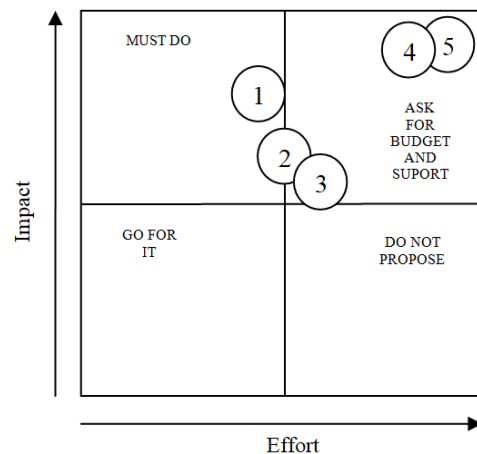 MUST DO
4
5
1
ASK
FOR
BUDGET
AND
SUPORT
2
3
GO FOR
IT
DO NOT
PROPOSE
Impact
Effort